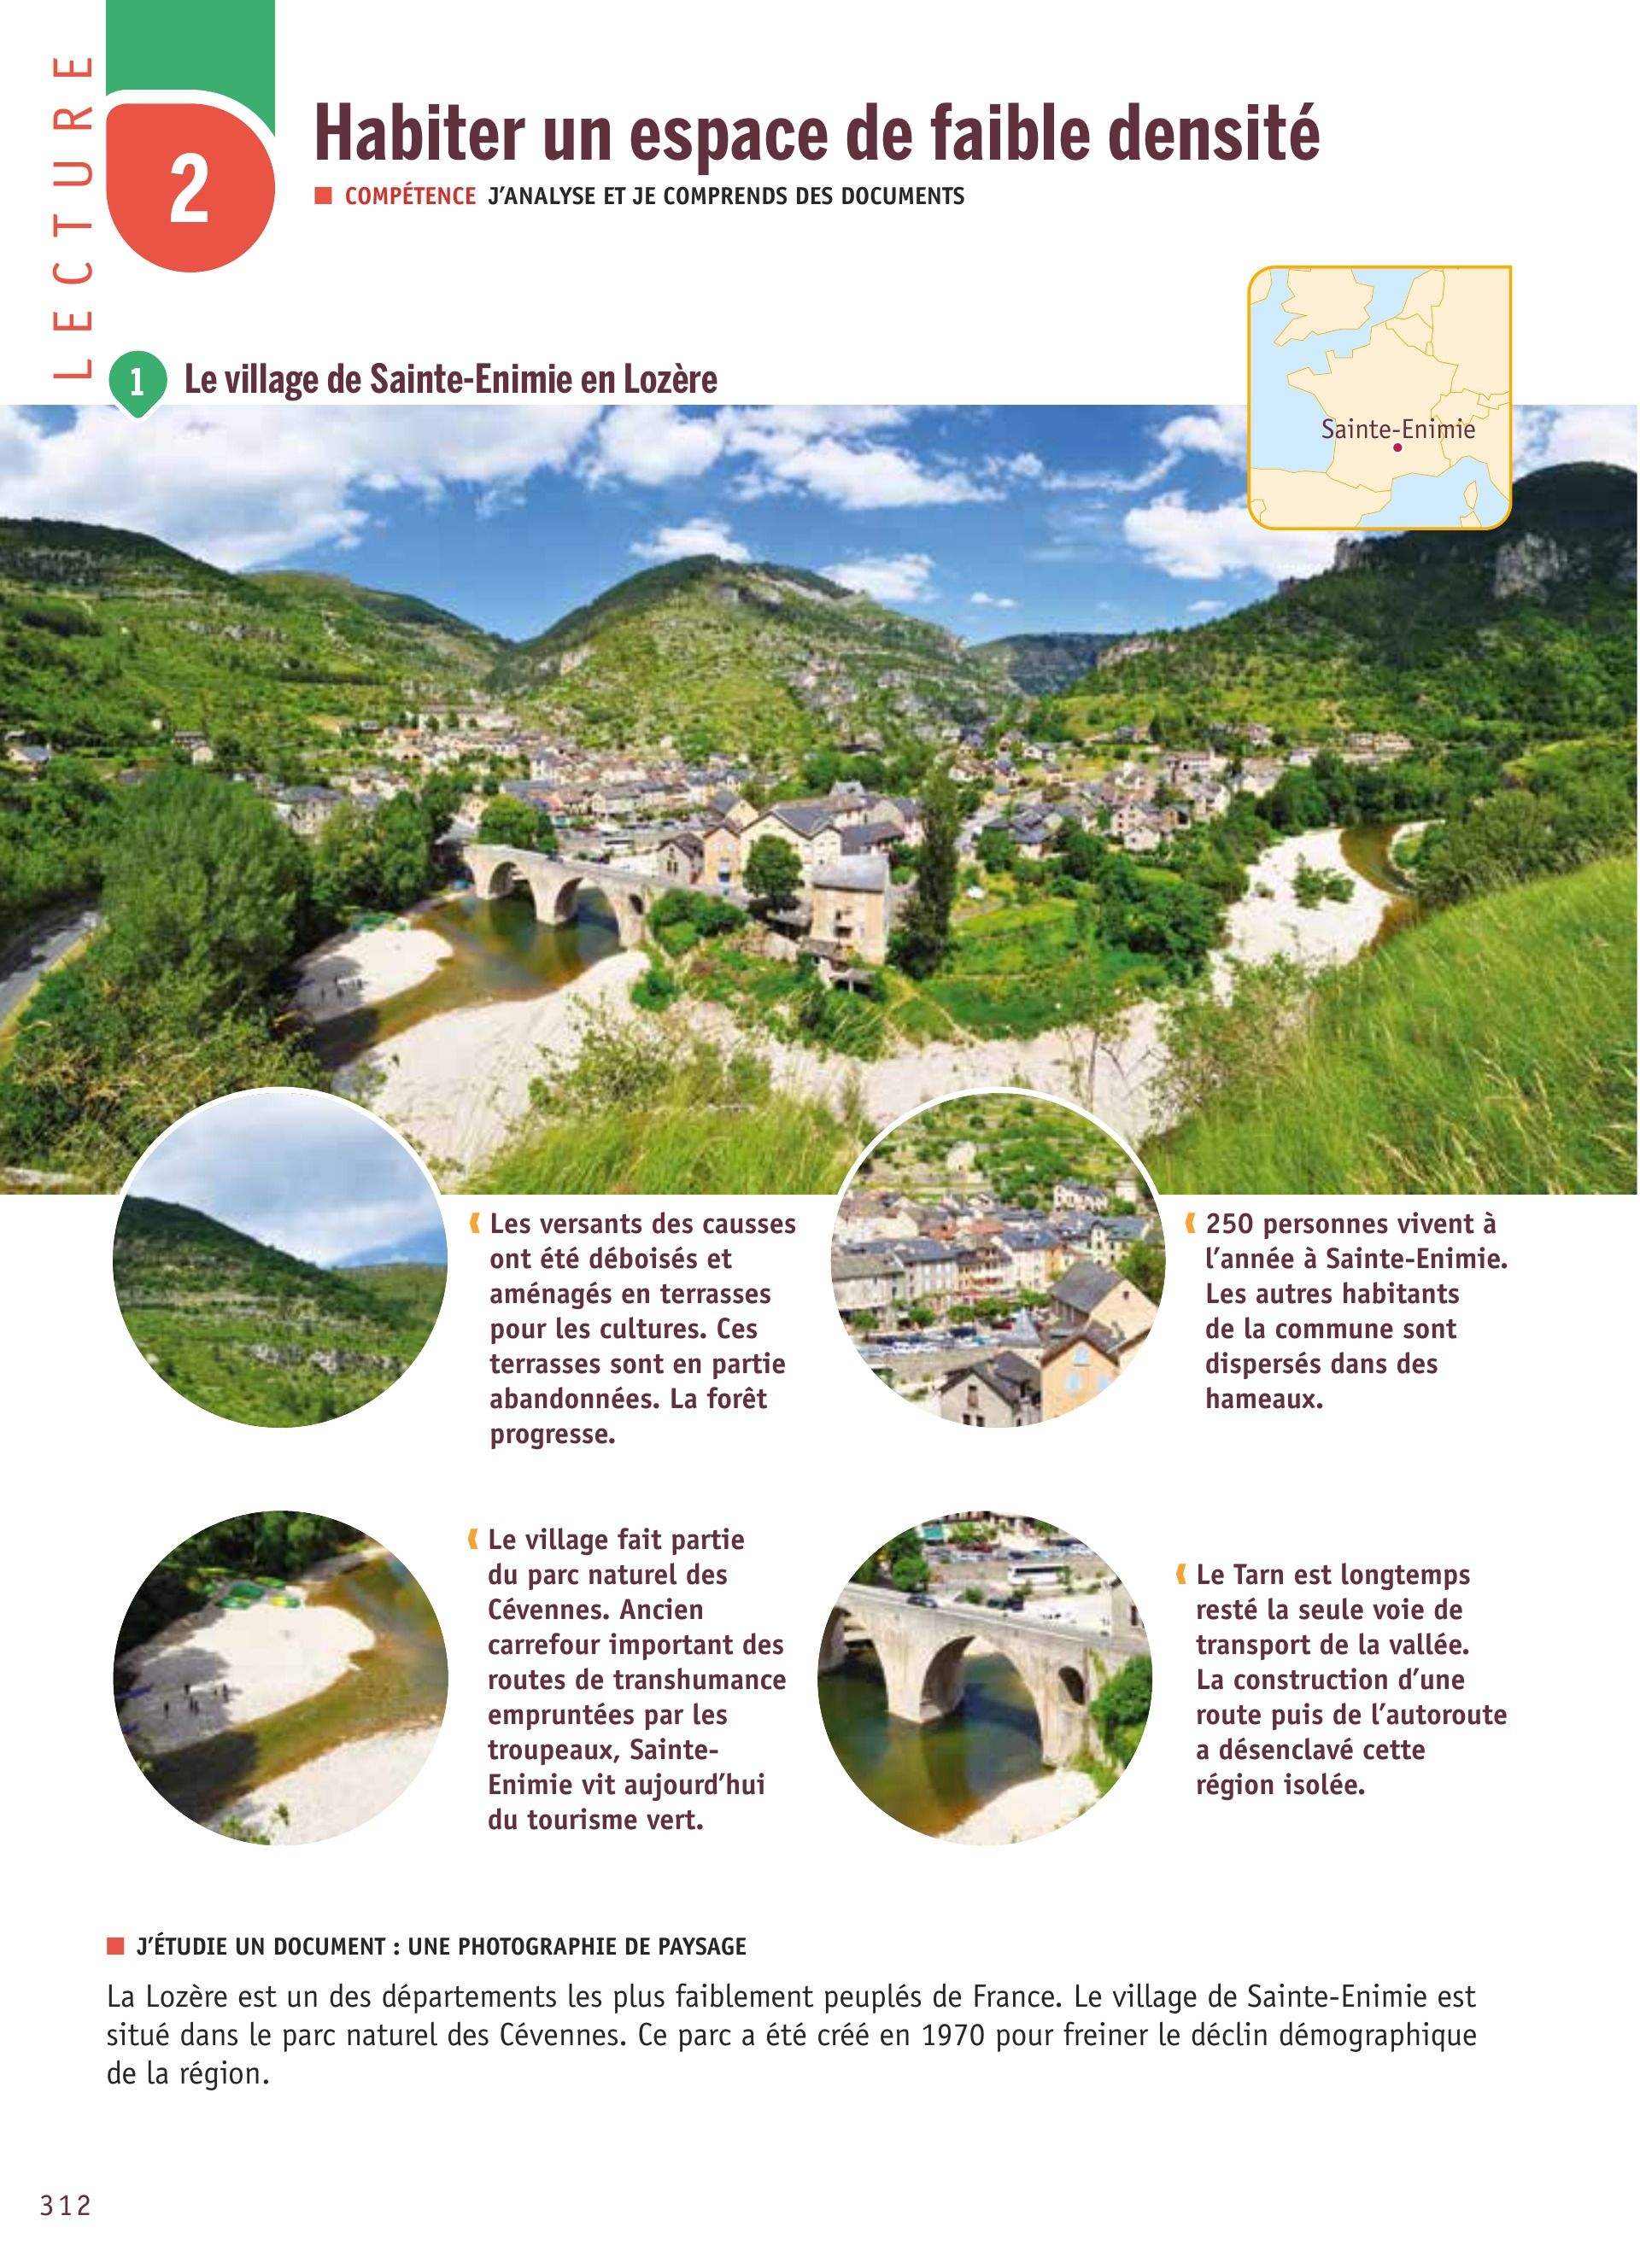 LECTURE
2
Habiter un espace de faible densité
COMPÉTENCE J’ANALYSE ET JE COMPRENDS DES DOCUMENTS
1 Le village de Sainte-Enimie en Lozère
Sainte-Enimie
Les versants des causses
ont été déboisés et
aménagés en terrasses
pour les cultures. Ces
terrasses sont en partie
abandonnées. La forêt
progresse.
250 personnes vivent à
l’année à Sainte-Enimie.
Les autres habitants
de la commune sont
dispersés dans des
hameaux.
Le village fait partie
du parc naturel des
Cévennes. Ancien
carrefour important des
routes de transhumance
empruntées par les
troupeaux, Sainte-
Enimie vit aujourd’hui
du tourisme vert.
Le Tarn est longtemps
resté la seule voie de
transport de la vallée.
La construction d’une
route puis de l’autoroute
a désenclavé cette
région isolée.
J’ÉTUDIE UN DOCUMENT : UNE PHOTOGRAPHIE DE PAYSAGE
La Lozère est un des départements les plus faiblement peuplés de France. Le village de Sainte-Enimie est
situé dans le parc naturel des Cévennes. Ce parc a été créé en 1970 pour freiner le déclin démographique
de la région.
312